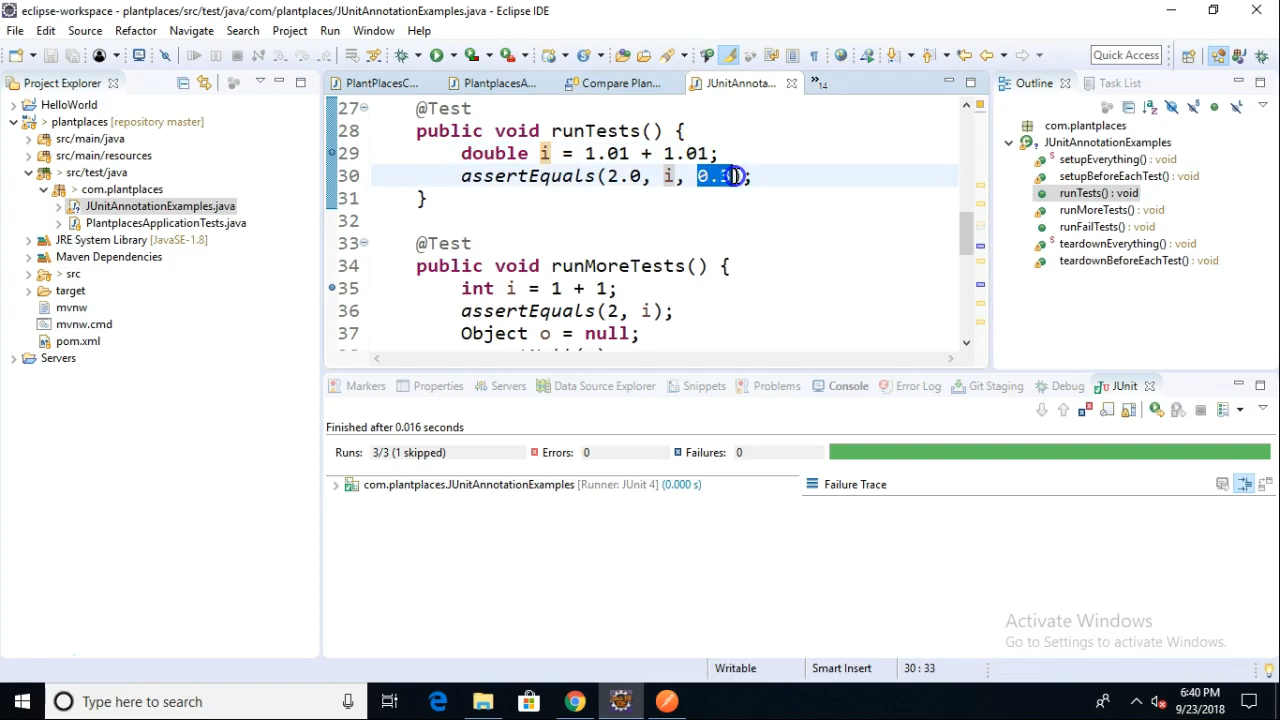 eclipse-workspace - plantplaces/src/test/java/com/plantplaces/JUnitAnnotationExamples.java - Eclipse IDE
File Edit Source Refactor Navigate Search Project Run Window Help
Quick Access
Project Explorer
HelloWorld
> plantplaces [repository master]
src/main/java
src/main/resources
> src/test/java
> com.plantplaces
> JUnitAnnotationExamples.java
PlantplacesApplicationTests.java
JRE System Library [JavaSE-1.8]
Maven Dependencies
> src
target
mvnw
mvnw.cmd
pom.xml
Servers
PlantPlacesC...
PlantplacesA...
Compare Plan...
JUnitAnnota...
»14
27 @Test
28 public void runTests() {
29 double i = 1.01 + 1.01;
30 assertEquals(2.0, i,
31 }
32
33 @Test
34 public void runMoreTests() {
35 int i = 1 + 1;
36 assertEquals(2, i);
37 Object o = null;
Outline
Task List
com.plantplaces
JUnitAnnotationExamples
setupEverything() : void
setupBeforeEachTest() : void
runTests() : void
runMoreTests() : void
runFailTests() : void
teardownEverything() : void
teardownBeforeEachTest() : void
Markers Properties Servers Data Source Explorer Snippets Problems Console Error Log Git Staging Debug JUnit
Finished after 0.016 seconds
Runs: 3/3 (1 skipped) Errors: 0 Failures: 0
com.plantplaces.JUnitAnnotationExamples [Runner: JUnit 4] (0.000 s)
Failure Trace
Activate Windows
Go to Settings to activate Windows.
Writable Smart Insert 30 : 33
Type here to search
6:40 PM
9/23/2018